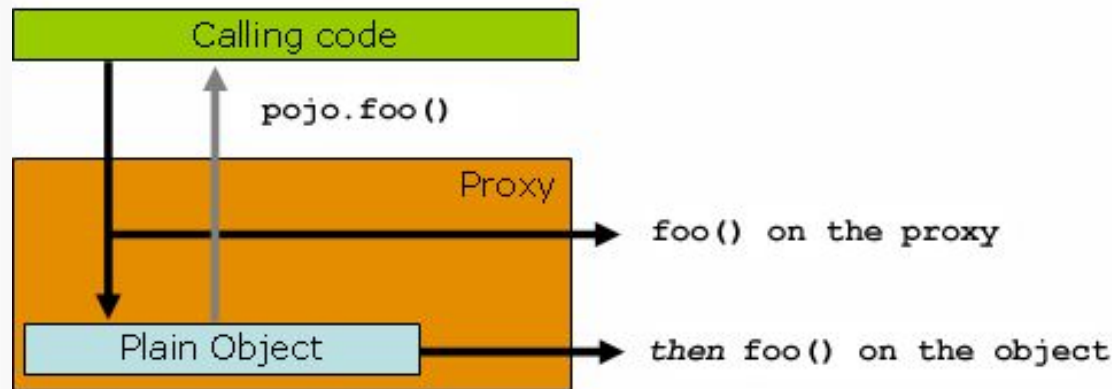 Calling code
pojo.foo()
Proxy
foo() on the proxy
Plain Object
then foo() on the object